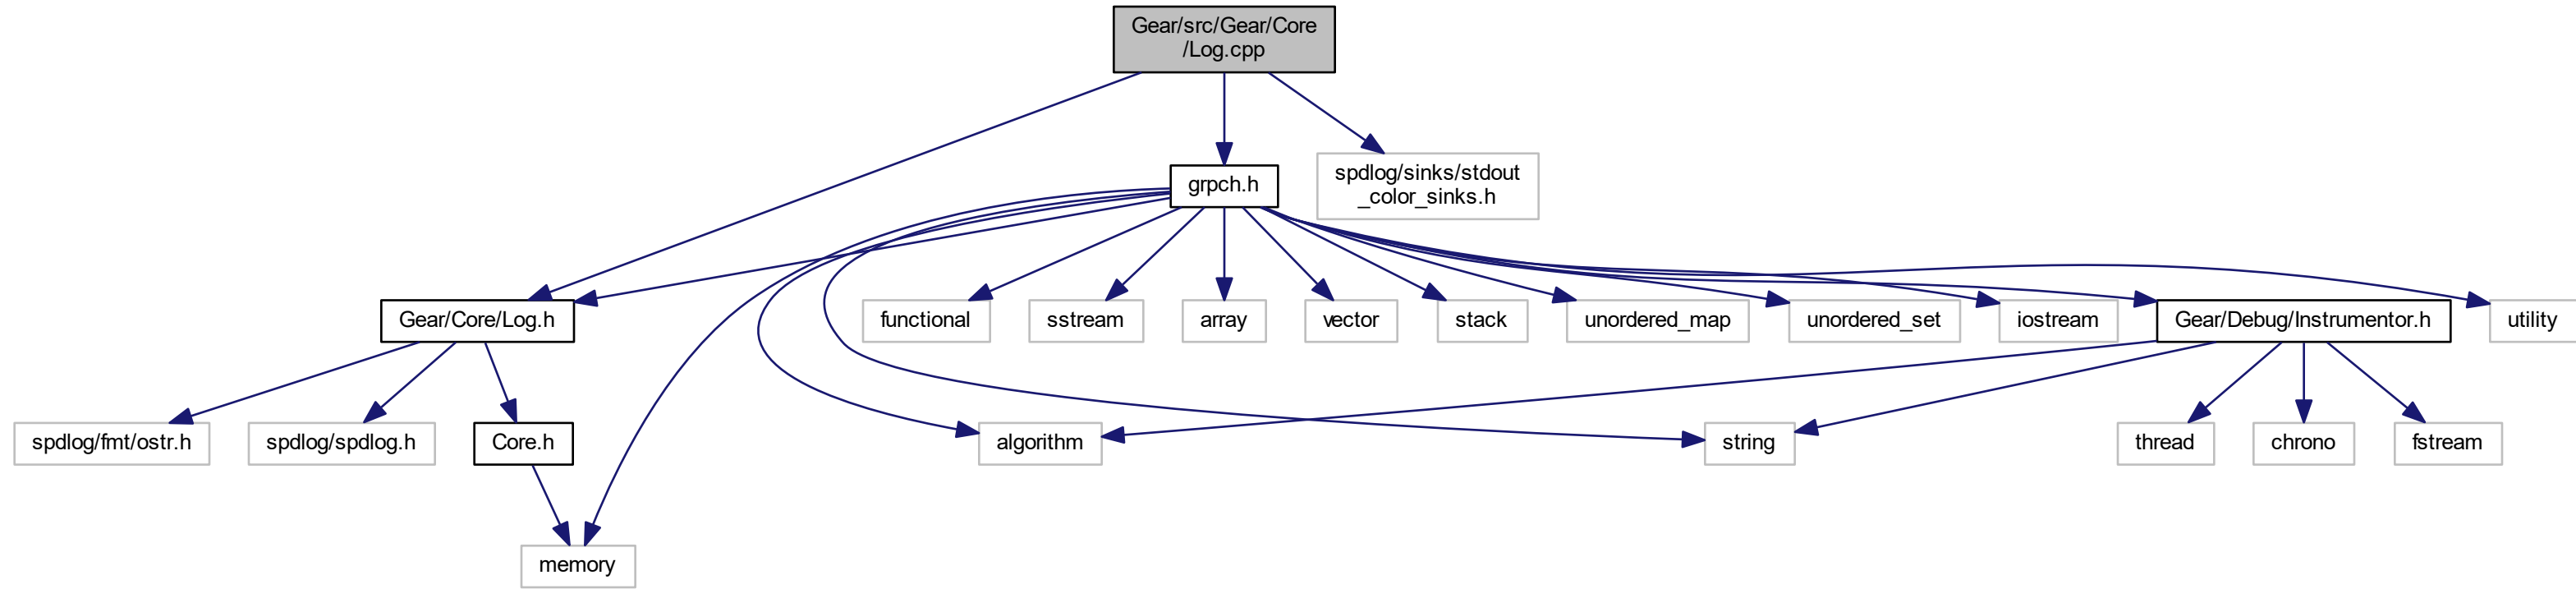 Gear/src/Gear/Core
/Log.cpp
grpch.h
spdlog/sinks/stdout
_color_sinks.h
Gear/Core/Log.h
functional
sstream
array
vector
stack
unordered_map
unordered_set
iostream
Gear/Debug/Instrumentor.h
utility
spdlog/fmt/ostr.h
spdlog/spdlog.h
Core.h
algorithm
string
thread
chrono
fstream
memory